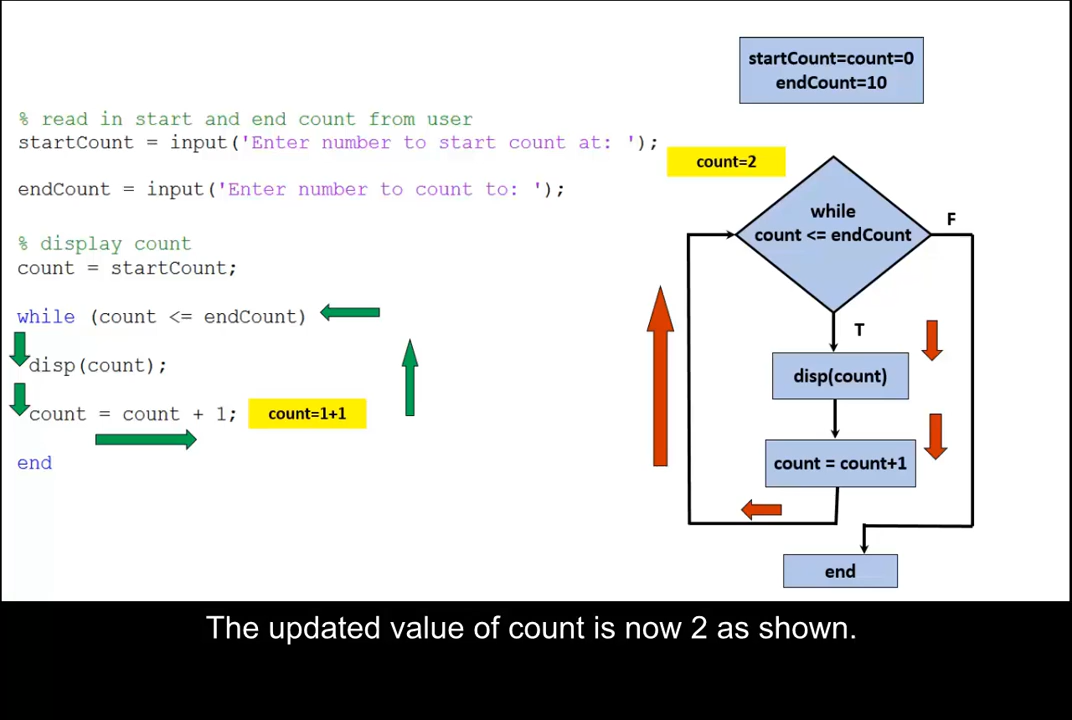 % read in start and end count from user
startCount = input('Enter number to start count at: ');
endCount = input('Enter number to count to: ');
% display count
count = startCount;
while (count <= endCount)
disp(count);
count = count + 1;
count=1+1
end
startCount=count=0
endCount=10
count=2
while
count <= endCount
F
T
disp(count)
count = count+1
end
The updated value of count is now 2 as shown.